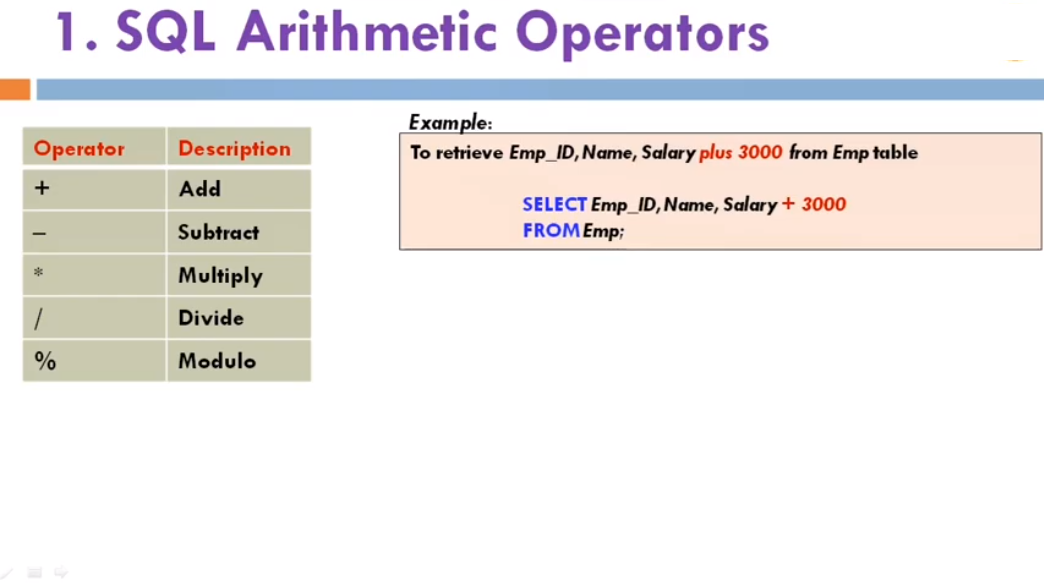 1. SQL Arithmetic Operators
Operator Description
+ Add
– Subtract
* Multiply
/ Divide
% Modulo
Example:
To retrieve Emp_ID, Name, Salary plus 3000 from Emp table
SELECT Emp_ID, Name, Salary + 3000
FROM Emp;